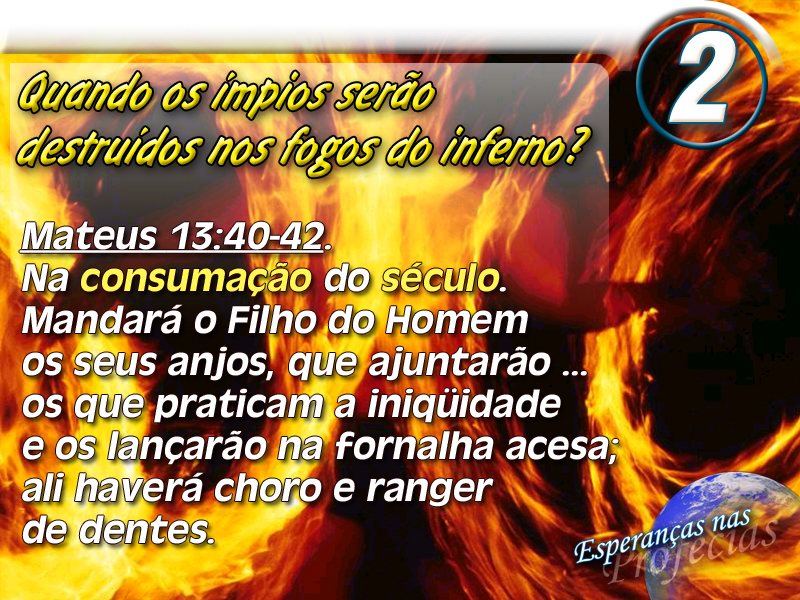 2
Quando os ímpios serão
destruídos nos fogos do inferno?
Mateus 13:40-42.
Na consumação do século.
Mandará o Filho do Homem
os seus anjos, que ajuntarão ...
os que praticam a iniqüidade
e os lançarão na fornalha acesa;
ali haverá choro e ranger
de dentes.
Esperanças nas
Profecias